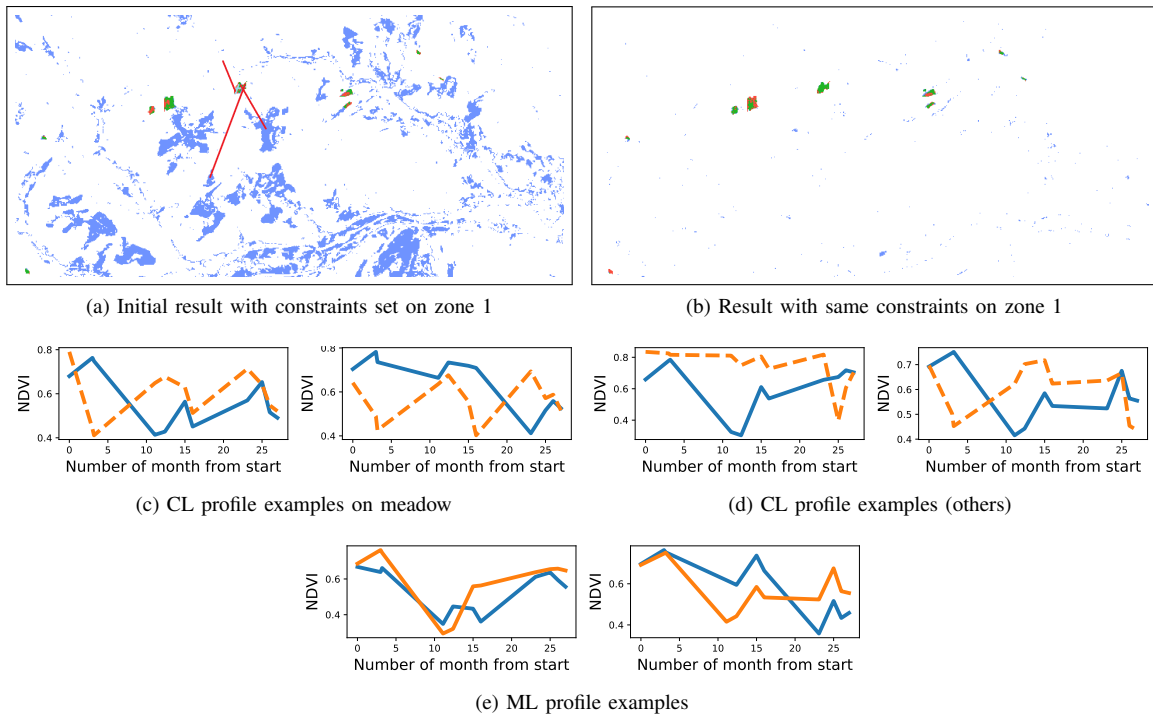 (a) Initial result with constraints set on zone 1
(b) Result with same constraints on zone 1
0.8
0.6
0.4
NDVI
0 5 10 15 20 25
Number of month from start
0.8
0.7
0.6
0.5
0.4
NDVI
0 5 10 15 20 25
Number of month from start
0.8
0.6
0.4
NDVI
0 5 10 15 20 25
Number of month from start
0.7
0.6
0.5
0.4
NDVI
0 5 10 15 20 25
Number of month from start
(c) CL profile examples on meadow
(d) CL profile examples (others)
0.6
0.4
NDVI
0 5 10 15 20 25
Number of month from start
0.6
0.4
NDVI
0 5 10 15 20 25
Number of month from start
(e) ML profile examples